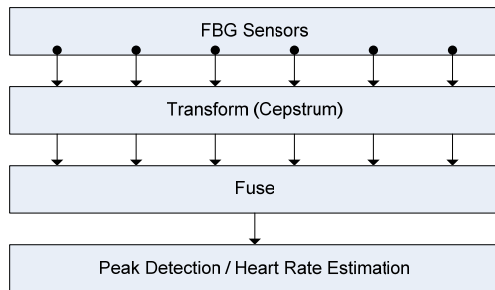 FBG Sensors
Transform (Cepstrum)
Fuse
Peak Detection / Heart Rate Estimation